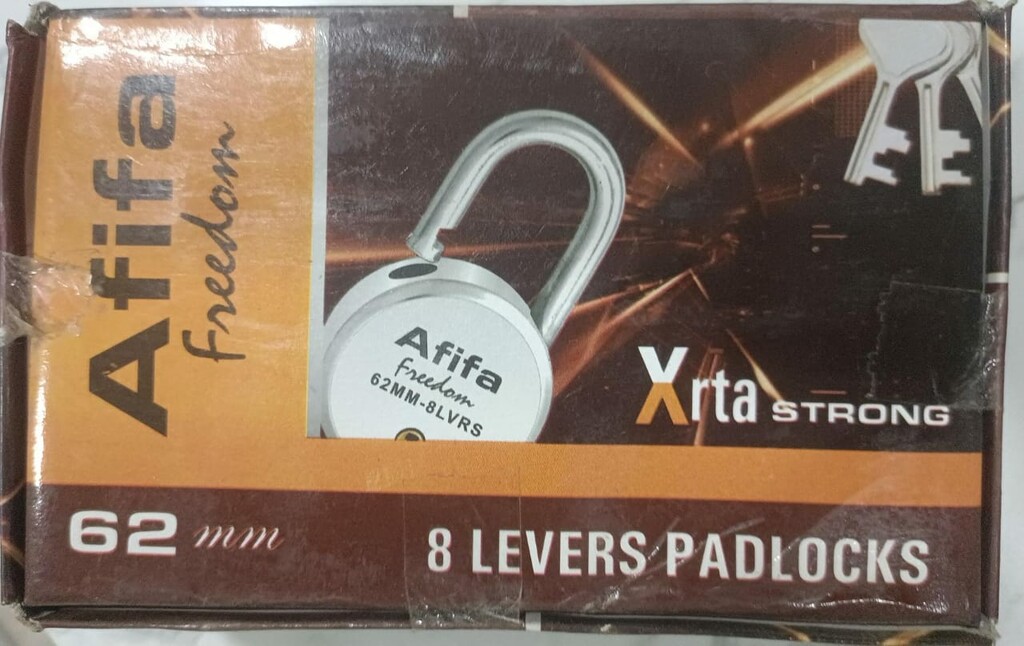 Afifa
Freedom
Afifa
Freedom
62MM-8LVRS
Xrta STRONG
62 mm
8 LEVERS PADLOCKS